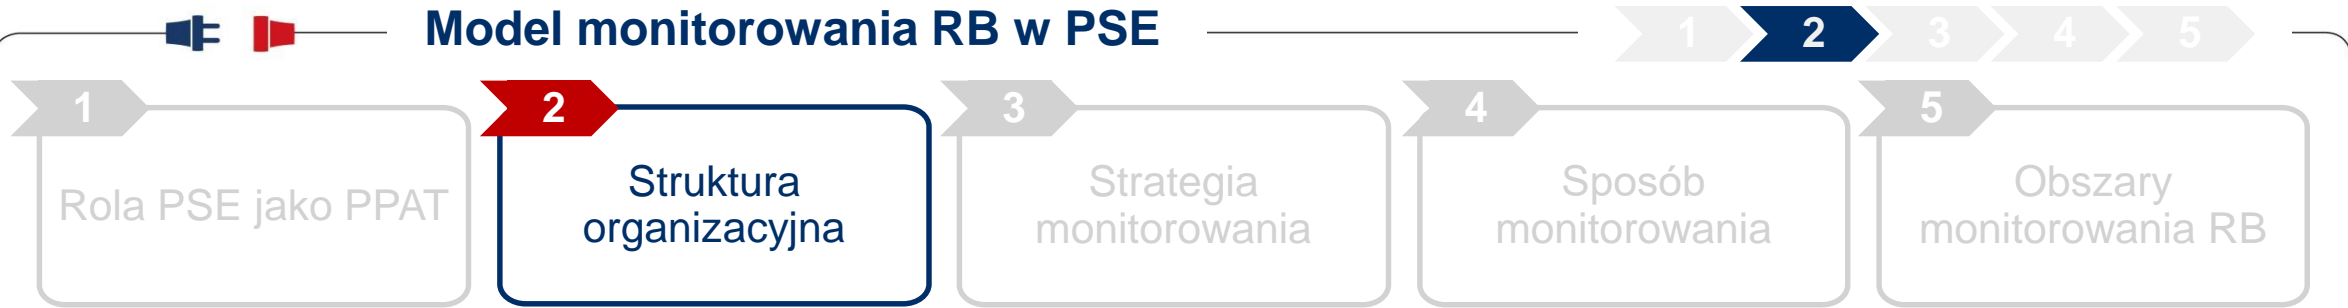 Model monitorowania RB w PSE
1 2 3 4 5
1
Rola PSE jako PPAT
2
Struktura
organizacyjna
3
Strategia
monitorowania
4
Sposób
monitorowania
5
Obszary
monitorowania RB